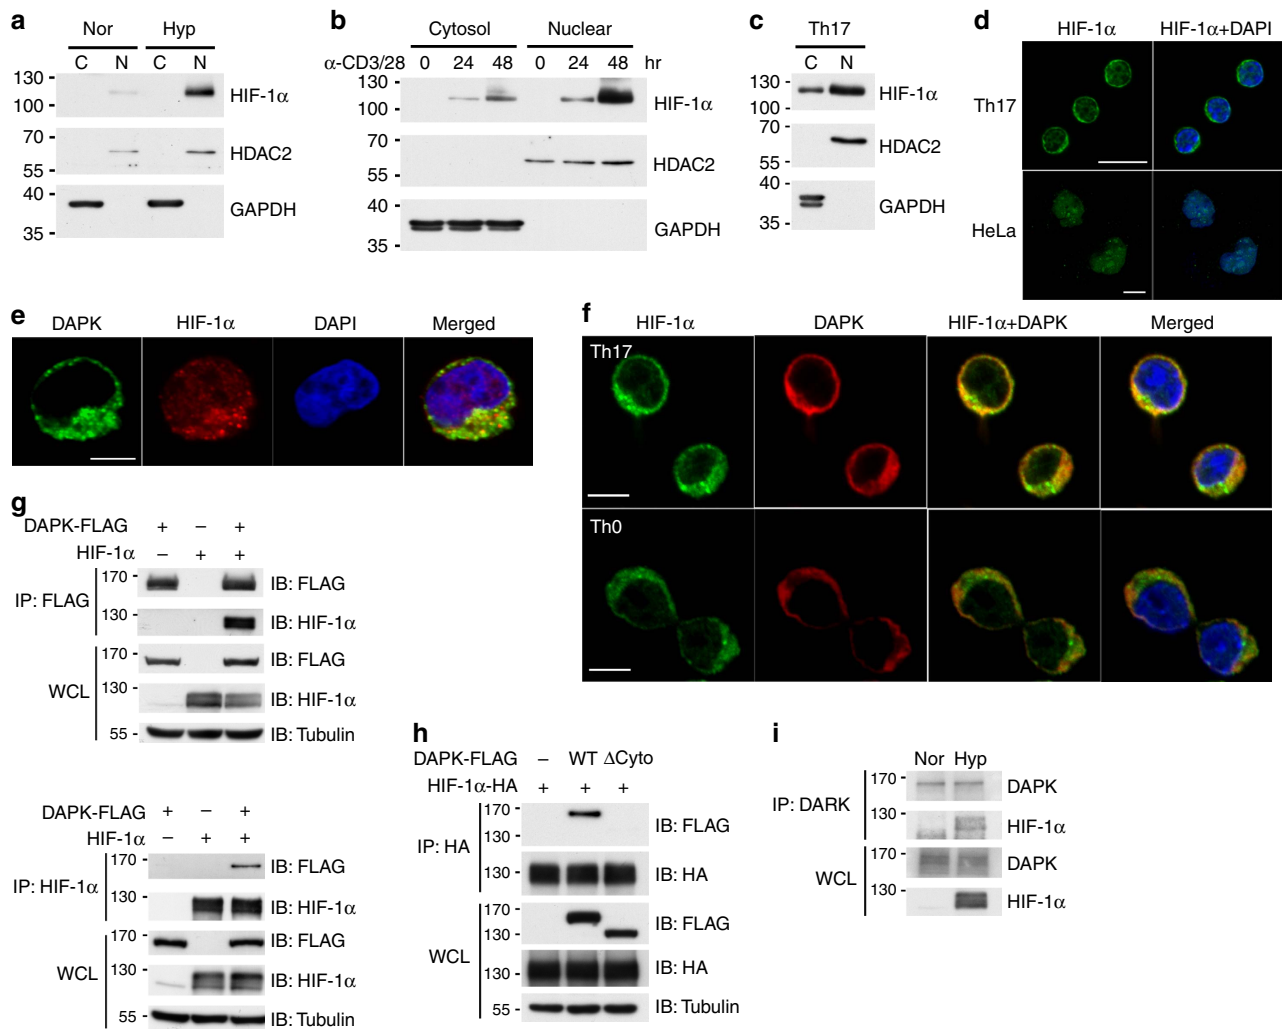 a
Nor Hyp
C N C N
130
100
HIF-1α
70
55
HDAC2
40
35
GAPDH
b
Cytosol Nuclear
α-CD3/28 0 24 48 0 24 48 hr
130
100
HIF-1α
70
55
HDAC2
40
35
GAPDH
c
Th17
C N
130
100
HIF-1α
70
55
HDAC2
40
35
GAPDH
d
HIF-1α HIF-1α+DAPI
Th17
HeLa
e
DAPK HIF-1α DAPI Merged
f
HIF-1α DAPK HIF-1α+DAPK Merged
Th17
Th0
g
DAPK-FLAG + – +
HIF-1α – + +
IP: FLAG
170 IB: FLAG
130 IB: HIF-1α
WCL
170 IB: FLAG
130 IB: HIF-1α
55 IB: Tubulin
DAPK-FLAG + – +
HIF-1α – + +
IP: HIF-1α
170 IB: FLAG
130 IB: HIF-1α
WCL
170 IB: FLAG
130 IB: HIF-1α
55 IB: Tubulin
h
DAPK-FLAG – WT ΔCyto
HIF-1α-HA + + +
IP: HA
170
130
IB: FLAG
130 IB: HA
WCL
170
130
IB: FLAG
130 IB: HA
55 IB: Tubulin
i
Nor Hyp
IP: DARK
170 DAPK
130 HIF-1α
WCL
170 DAPK
130 HIF-1α